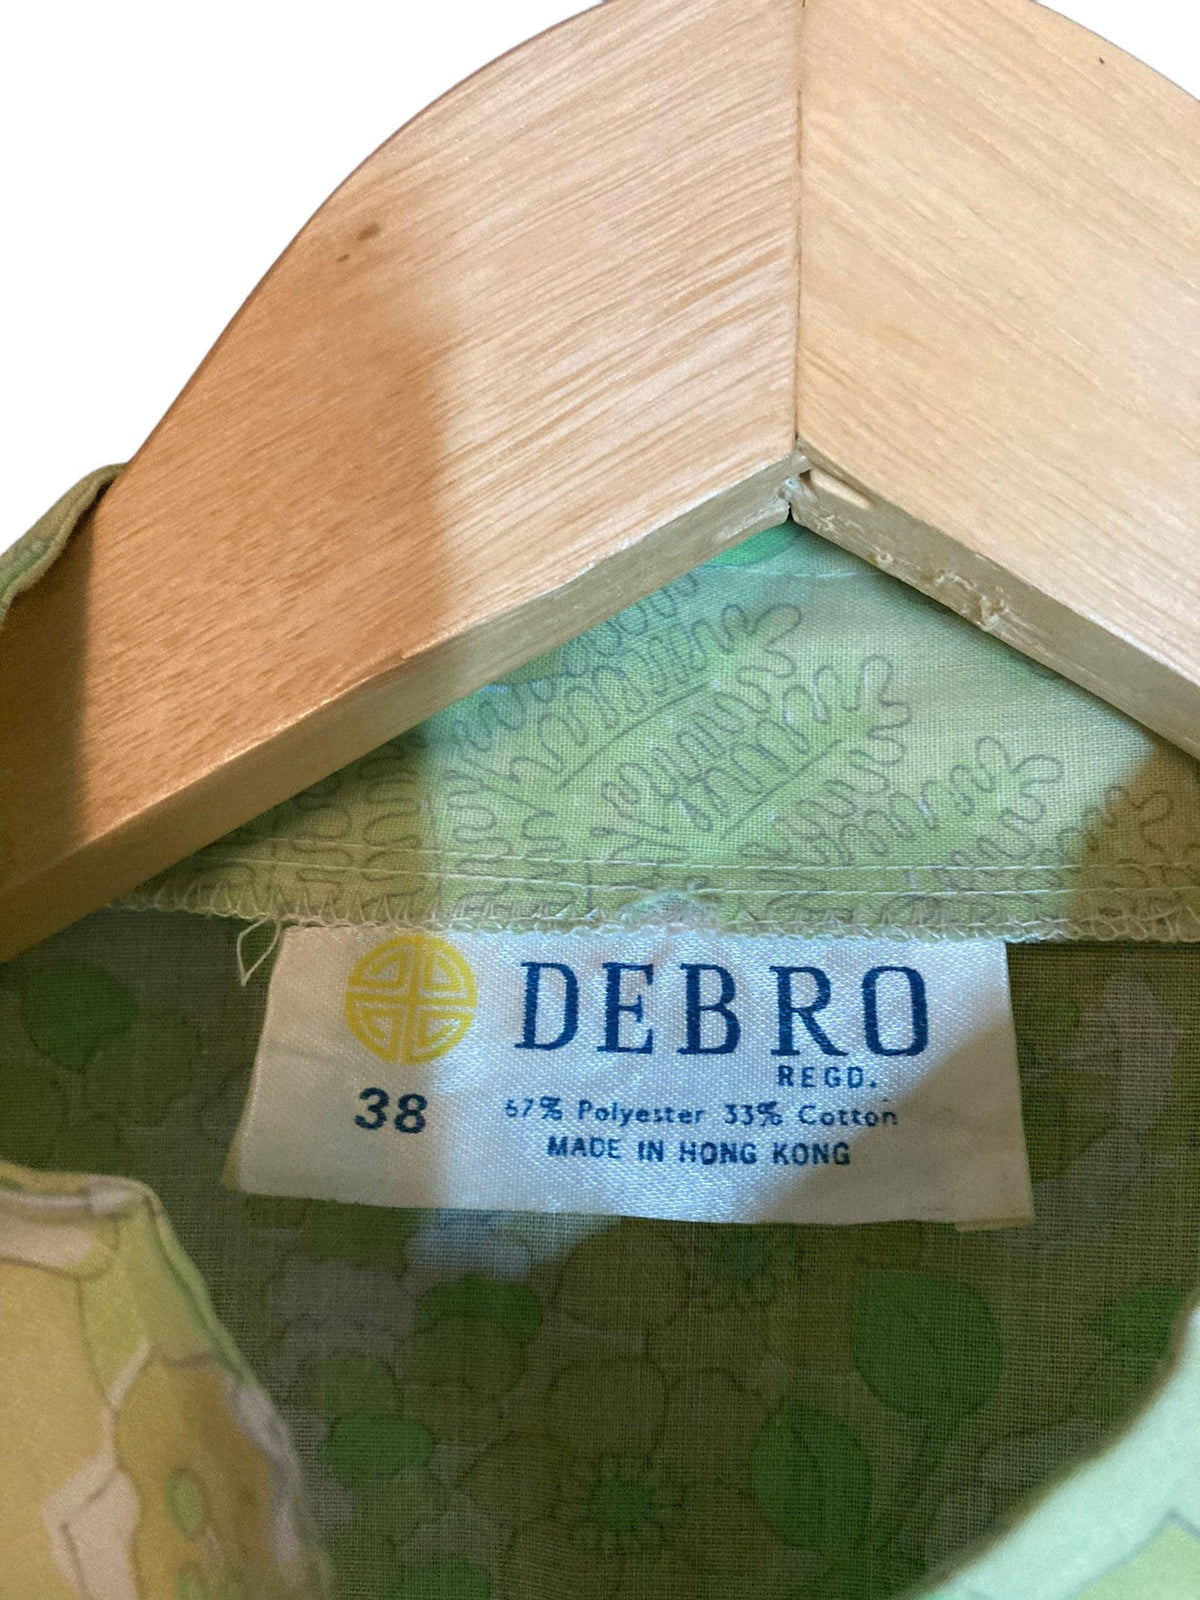 DEBRO
REGD.
38
67% Polyester 33% Cotton
MADE IN HONG KONG